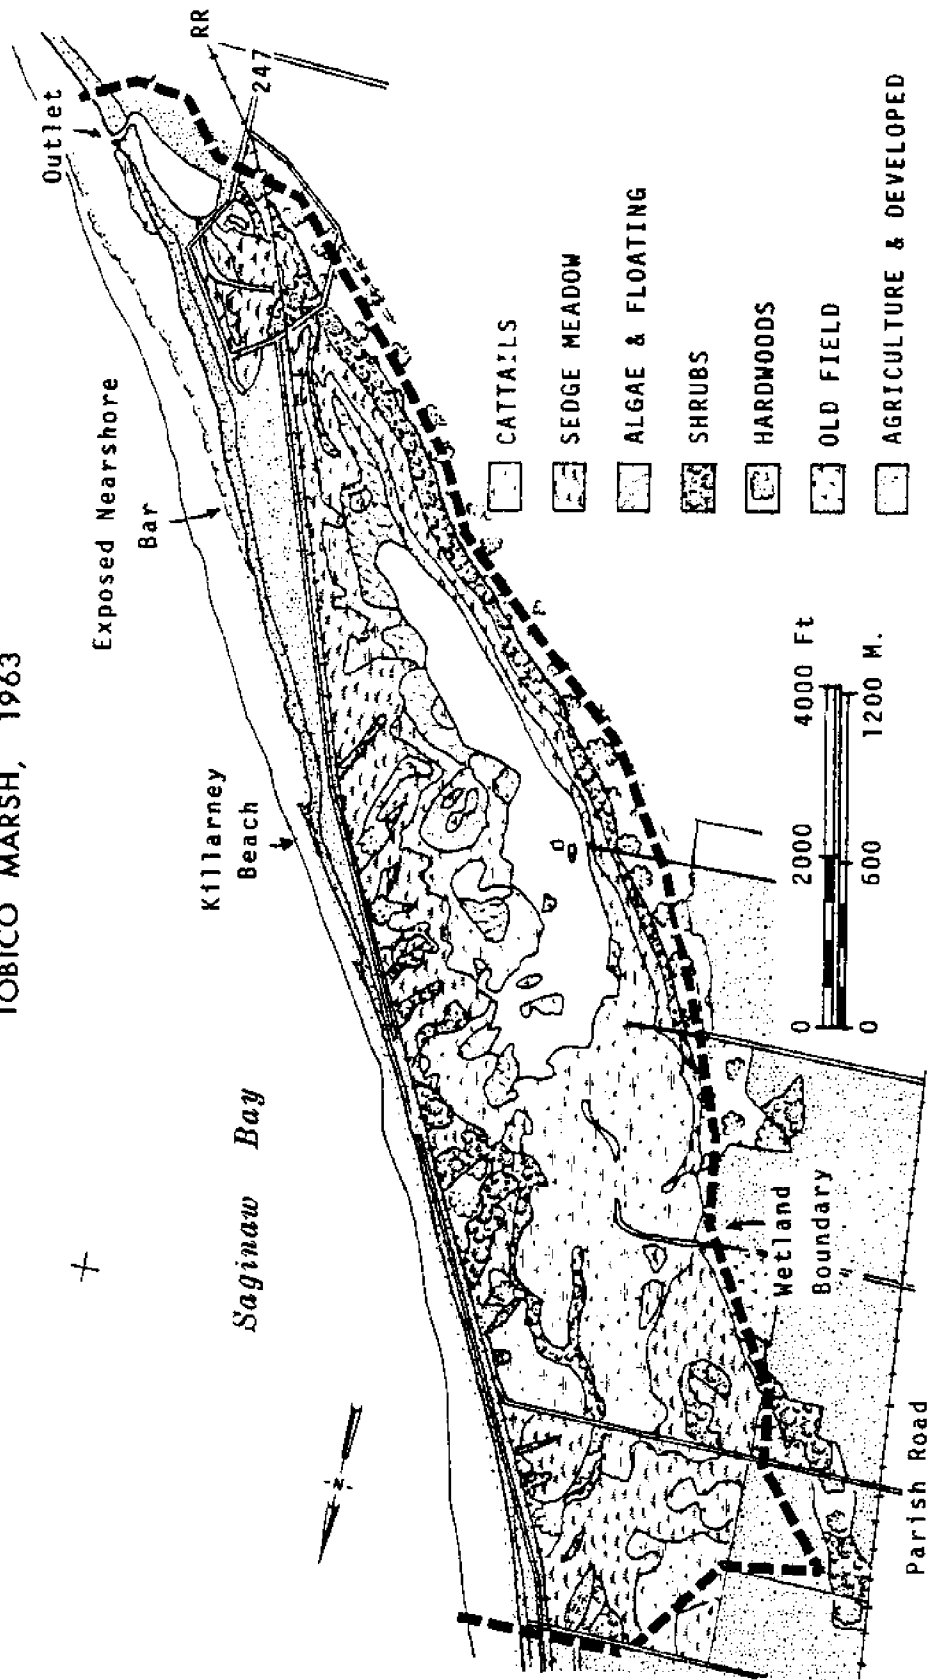 TOBICO MARSH, 1963
Outlet
RR
247
Exposed Nearshore
Bar
Killarney
Beach
Saginaw Bay
N
CATTAILS
SEDGE MEADOW
ALGAE & FLOATING
SHRUBS
HARDWOODS
OLD FIELD
AGRICULTURE & DEVELOPED
0 2000 4000 Ft
0 600 1200 M.
Wetland
Boundary
Parish Road